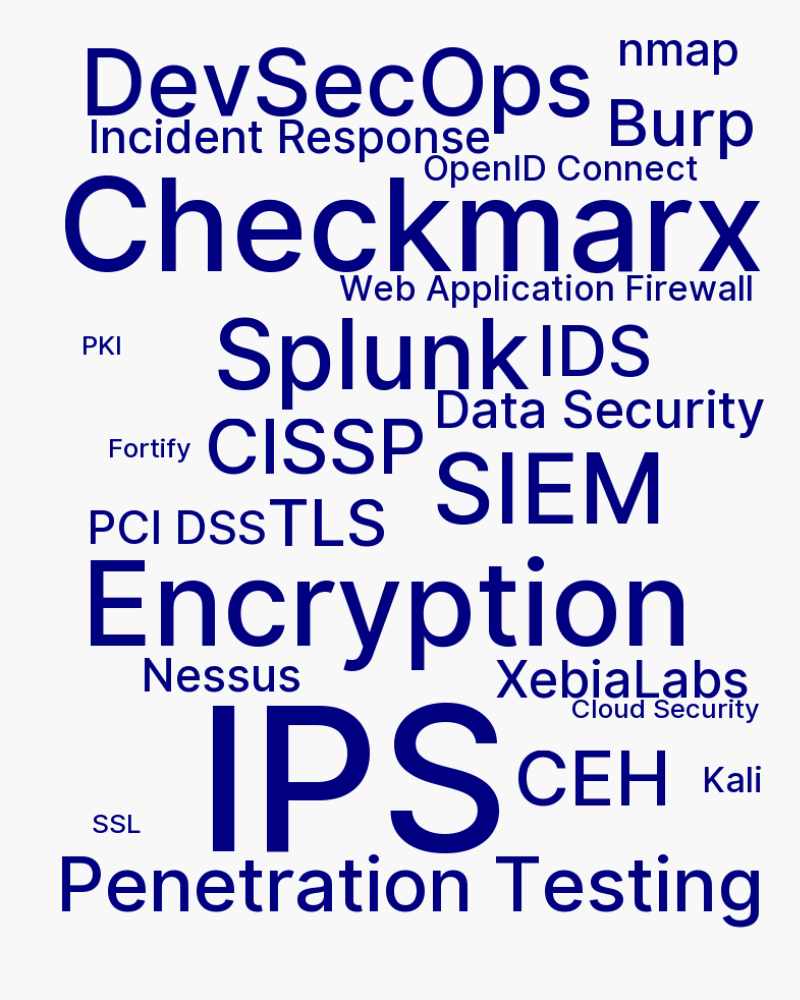 nmap
DevSecOps
Burp
Incident Response
OpenID Connect
Checkmarx
Web Application Firewall
PKI
Splunk
IDS
Data Security
Fortify
CISSP
SIEM
PCI DSS
TLS
Encryption
Nessus
XebiaLabs
Cloud Security
IPS
CEH
Kali
SSL
Penetration Testing